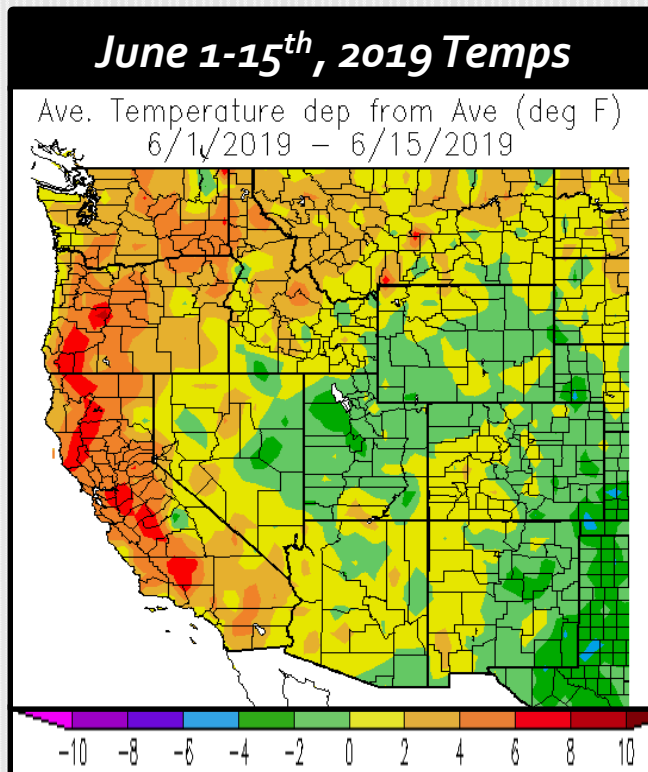 June 1-15th, 2019 Temps
Ave. Temperature dep from Ave (deg F)
6/1/2019 – 6/15/2019
-10 -8 -6 -4 -2 0 2 4 6 8 10